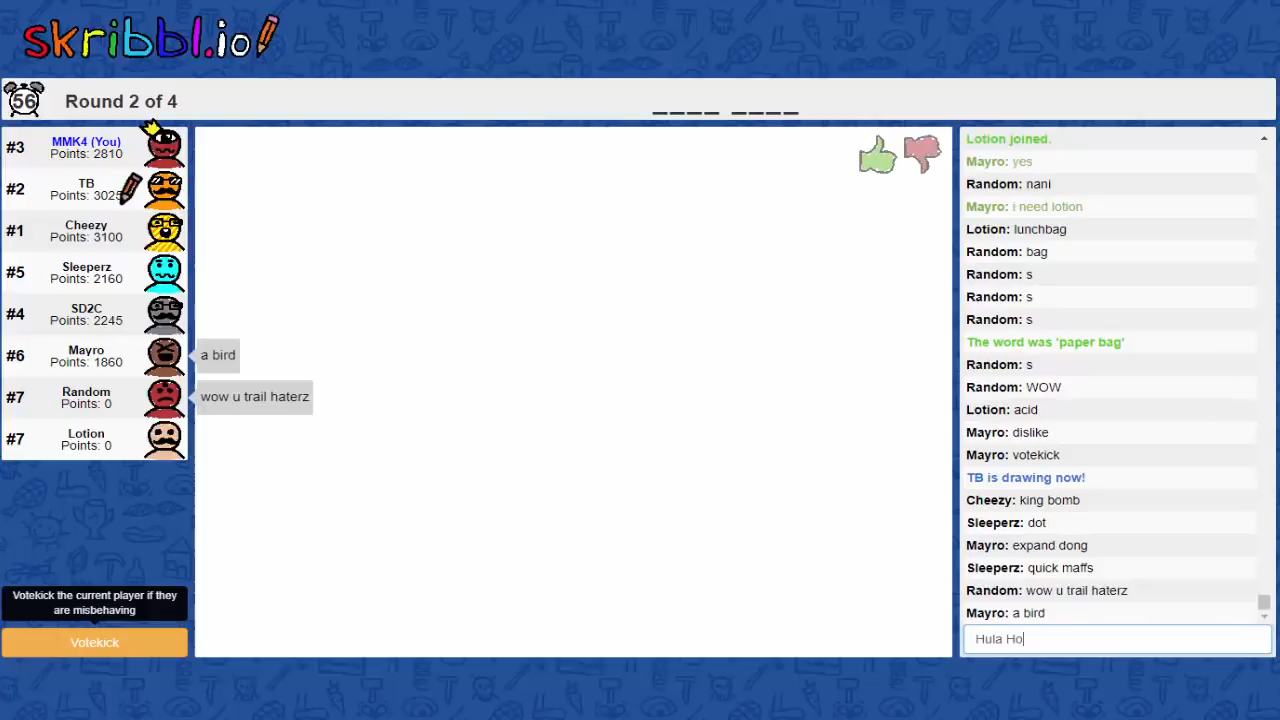 skribbl.io
56
Round 2 of 4
____ ____
#3
MMK4 (You)
Points: 2810
#2
TB
Points: 3025
#1
Cheezy
Points: 3100
#5
Sleeperz
Points: 2160
#4
SD2C
Points: 2245
#6
Mayro
Points: 1860
#7
Random
Points: 0
#7
Lotion
Points: 0
a bird
wow u trail haterz
Votekick the current player if they
are misbehaving
Votekick
Lotion joined.
Mayro: yes
Random: nani
Mayro: i need lotion
Lotion: lunchbag
Random: bag
Random: s
Random: s
Random: s
The word was 'paper bag'
Random: s
Random: WOW
Lotion: acid
Mayro: dislike
Mayro: votekick
TB is drawing now!
Cheezy: king bomb
Sleeperz: dot
Mayro: expand dong
Sleeperz: quick maffs
Random: wow u trail haterz
Mayro: a bird
Hula Ho